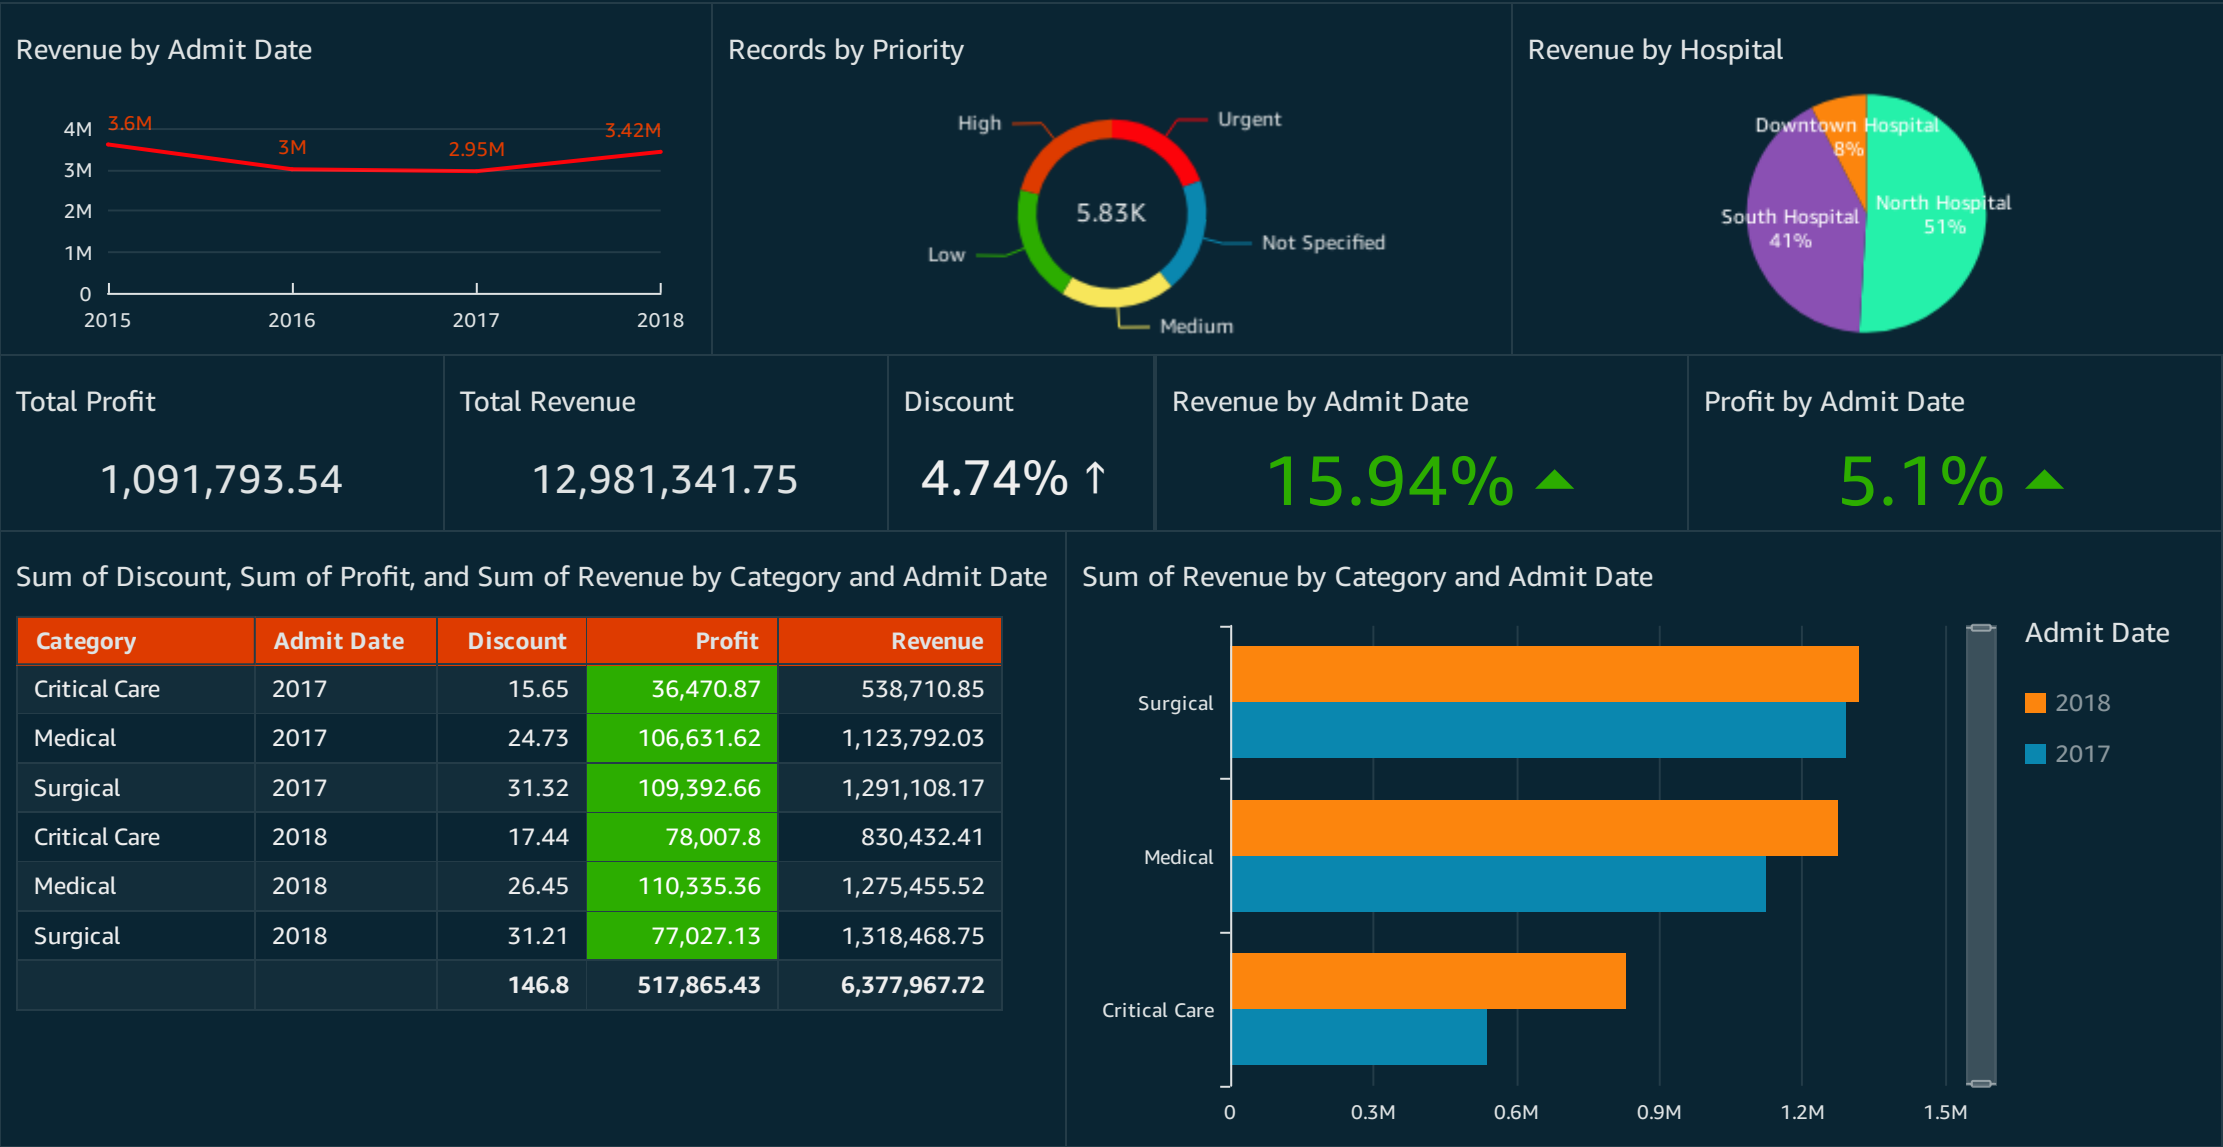 Revenue by Admit Date
4M
3M
2M
1M
0
3.6M
3M
2.95M
3.42M
2015
2016
2017
2018
Records by Priority
High
Urgent
5.83K
Not Specified
Low
Medium
Revenue by Hospital
Downtown Hospital
8%
North Hospital
51%
South Hospital
41%
Total Profit
1,091,793.54
Total Revenue
12,981,341.75
Discount
4.74% ↑
Revenue by Admit Date
15.94%
Profit by Admit Date
5.1%
Sum of Discount, Sum of Profit, and Sum of Revenue by Category and Admit Date
Category Admit Date Discount Profit Revenue
Critical Care 2017 15.65 36,470.87 538,710.85
Medical 2017 24.73 106,631.62 1,123,792.03
Surgical 2017 31.32 109,392.66 1,291,108.17
Critical Care 2018 17.44 78,007.8 830,432.41
Medical 2018 26.45 110,335.36 1,275,455.52
Surgical 2018 31.21 77,027.13 1,318,468.75
146.8 517,865.43 6,377,967.72
Sum of Revenue by Category and Admit Date
Surgical
Medical
Critical Care
0 0.3M 0.6M 0.9M 1.2M 1.5M
Admit Date
2018
2017